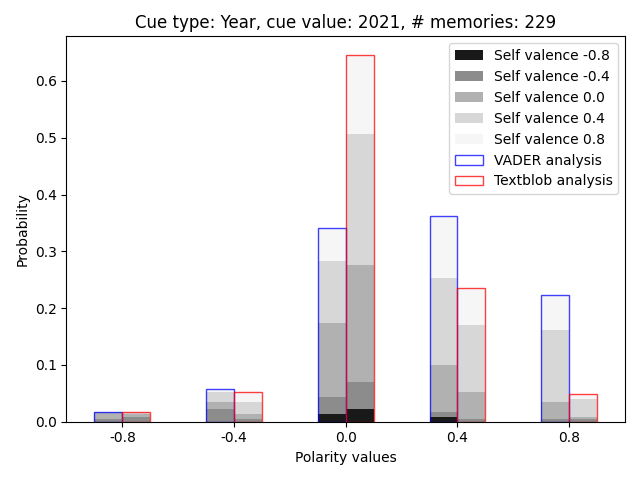 Cue type: Year, cue value: 2021, # memories: 229
Self valence -0.8
Self valence -0.4
Self valence 0.0
Self valence 0.4
Self valence 0.8
VADER analysis
Textblob analysis
Probability
0.6
0.5
0.4
0.3
0.2
0.1
0.0
-0.8 -0.4 0.0 0.4 0.8
Polarity values